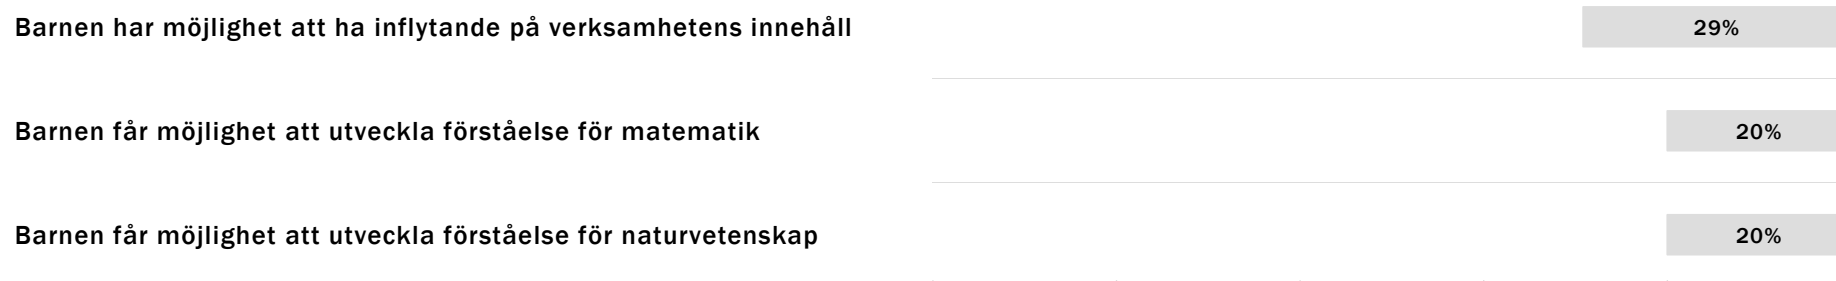 Barnen har möjlighet att ha inflytande på verksamhetens innehåll 29%
Barnen får möjlighet att utveckla förståelse för matematik 20%
Barnen får möjlighet att utveckla förståelse för naturvetenskap 20%